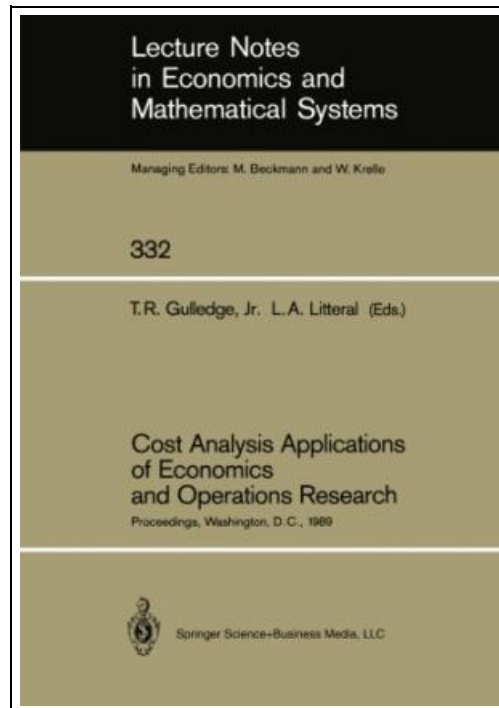 Lecture Notes
in Economics and
Mathematical Systems
Managing Editors: M. Beckmann and W. Krelle
332
T.R. Gulledge, Jr. L.A. Litteral (Eds.)
Cost Analysis Applications
of Economics
and Operations Research
Proceedings, Washington, D.C., 1989
Springer Science+Business Media, LLC